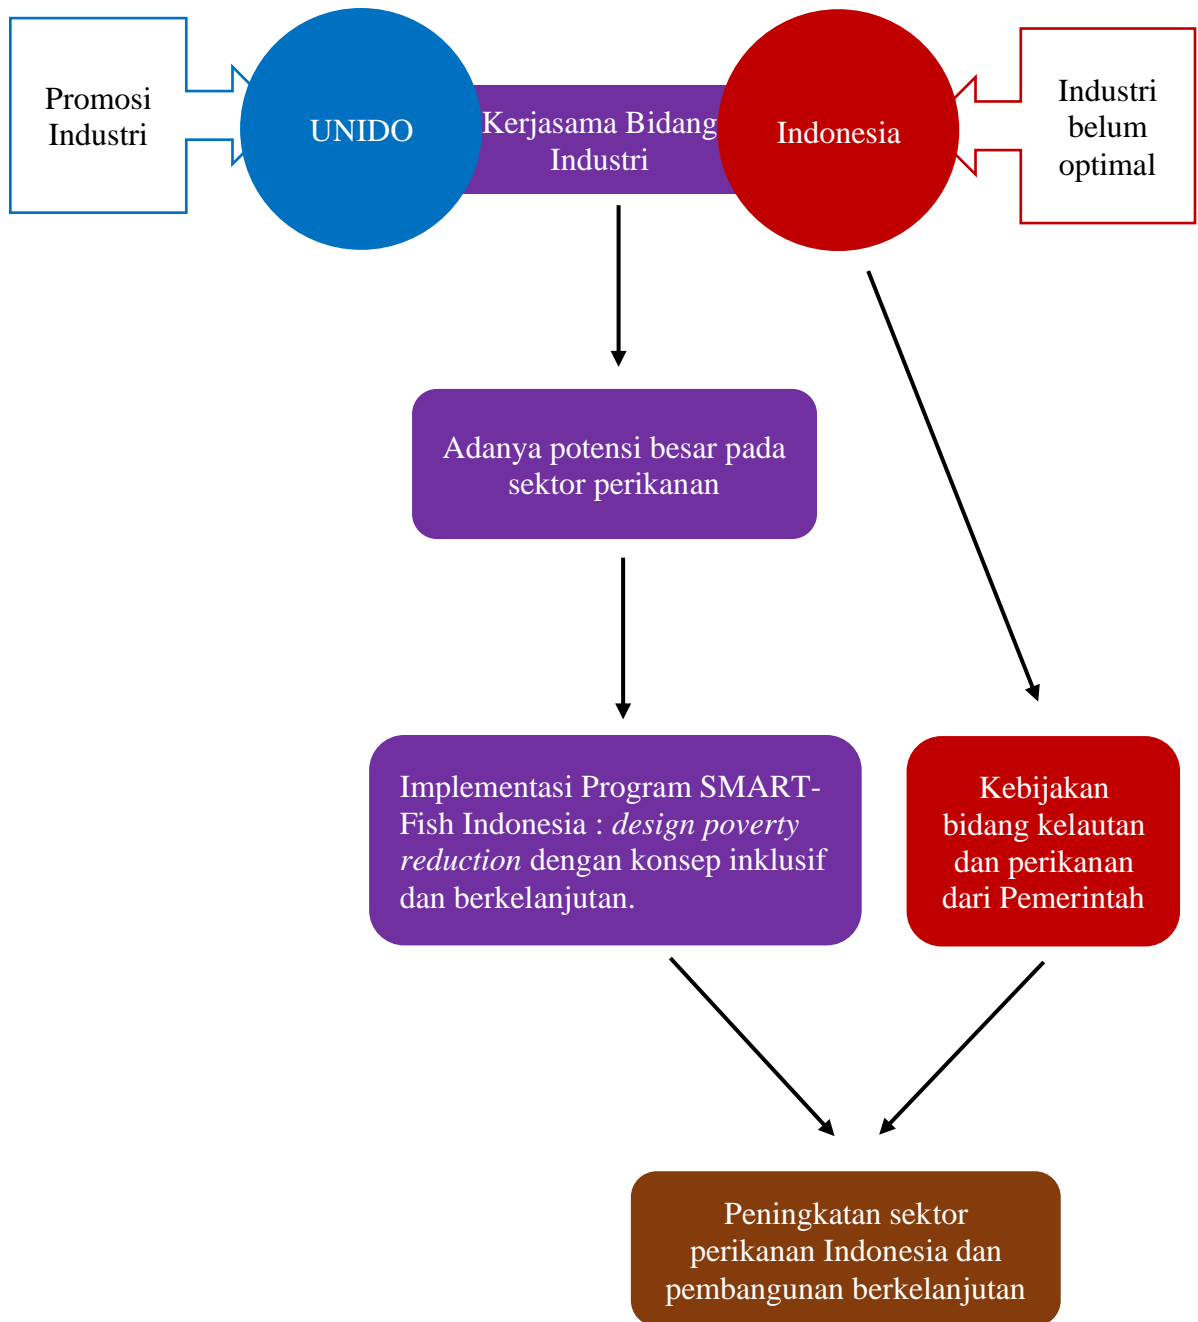 Promosi
Industri
UNIDO
Kerjasama Bidang
Industri
Indonesia
Industri
belum
optimal
Adanya potensi besar pada
sektor perikanan
Implementasi Program SMART-
Fish Indonesia : design poverty
reduction dengan konsep inklusif
dan berkelanjutan.
Kebijakan
bidang kelautan
dan perikanan
dari Pemerintah
Peningkatan sektor
perikanan Indonesia dan
pembangunan berkelanjutan